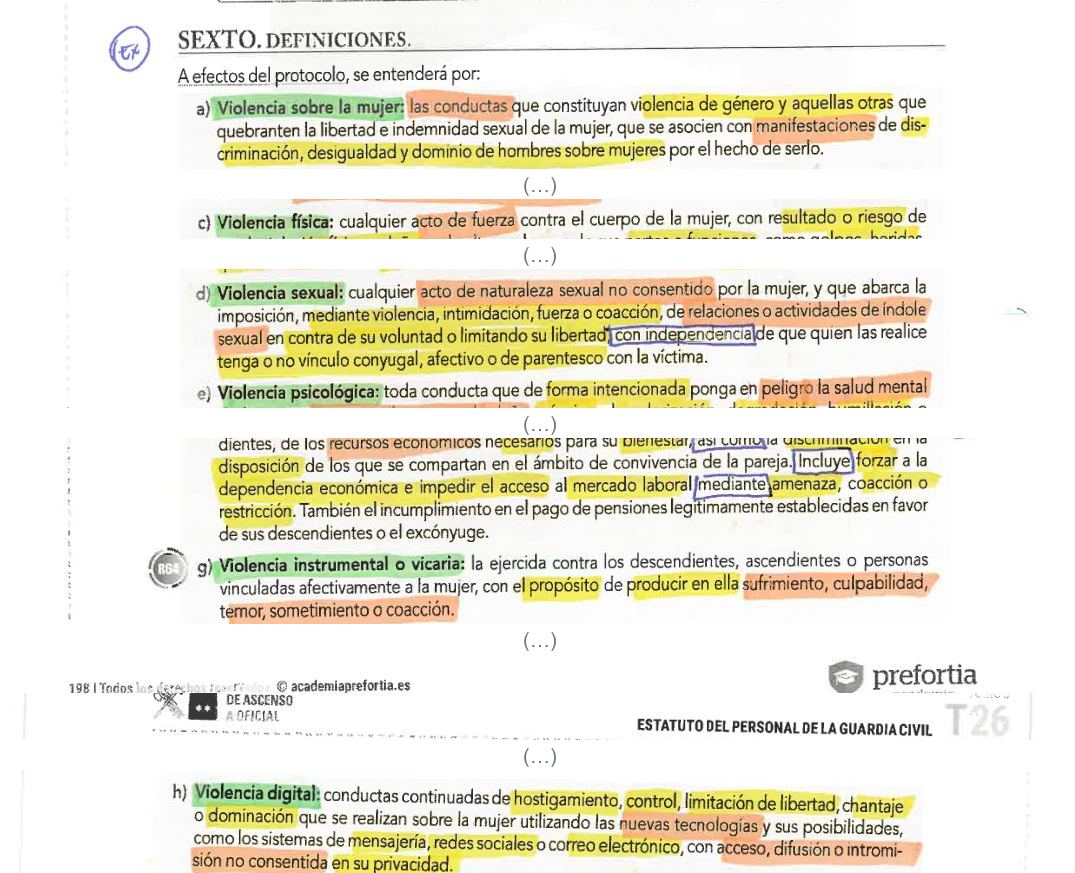 Ex
SEXTO. DEFINICIONES.
A efectos del protocolo, se entenderá por:
a) Violencia sobre la mujer: las conductas que constituyan violencia de género y aquellas otras que
quebranten la libertad e indemnidad sexual de la mujer, que se asocien con manifestaciones de dis-
criminación, desigualdad y dominio de hombres sobre mujeres por el hecho de serlo.
(...)
c) Violencia física: cualquier acto de fuerza contra el cuerpo de la mujer, con resultado o riesgo de
(...)
d) Violencia sexual: cualquier acto de naturaleza sexual no consentido por la mujer, y que abarca la
imposición, mediante violencia, intimidación, fuerza o coacción, de relaciones o actividades de índole
sexual en contra de su voluntad o limitando su libertad, con independencia de que quien las realice
tenga o no vínculo conyugal, afectivo o de parentesco con la víctima.
e) Violencia psicológica: toda conducta que de forma intencionada ponga en peligro la salud mental
(...)
dientes, de los recursos económicos necesarios para su bienestar, así como la discriminación en la
disposición de los que se compartan en el ámbito de convivencia de la pareja. Incluye forzar a la
dependencia económica e impedir el acceso al mercado laboral mediante amenaza, coacción o
restricción. También el incumplimiento en el pago de pensiones legítimamente establecidas en favor
de sus descendientes o el excónyuge.
R64
g) Violencia instrumental o vicaria: la ejercida contra los descendientes, ascendientes o personas
vinculadas afectivamente a la mujer, con el propósito de producir en ella sufrimiento, culpabilidad,
temor, sometimiento o coacción.
(...)
prefortia
198 | Todos los derechos reservados © academiaprefortia.es
DE ASCENSO
A OFICIAL
ESTATUTO DEL PERSONAL DE LA GUARDIA CIVIL T26
(...)
h) Violencia digital: conductas continuadas de hostigamiento, control, limitación de libertad, chantaje
o dominación que se realizan sobre la mujer utilizando las nuevas tecnologías y sus posibilidades,
como los sistemas de mensajería, redes sociales o correo electrónico, con acceso, difusión o intromi-
sión no consentida en su privacidad.